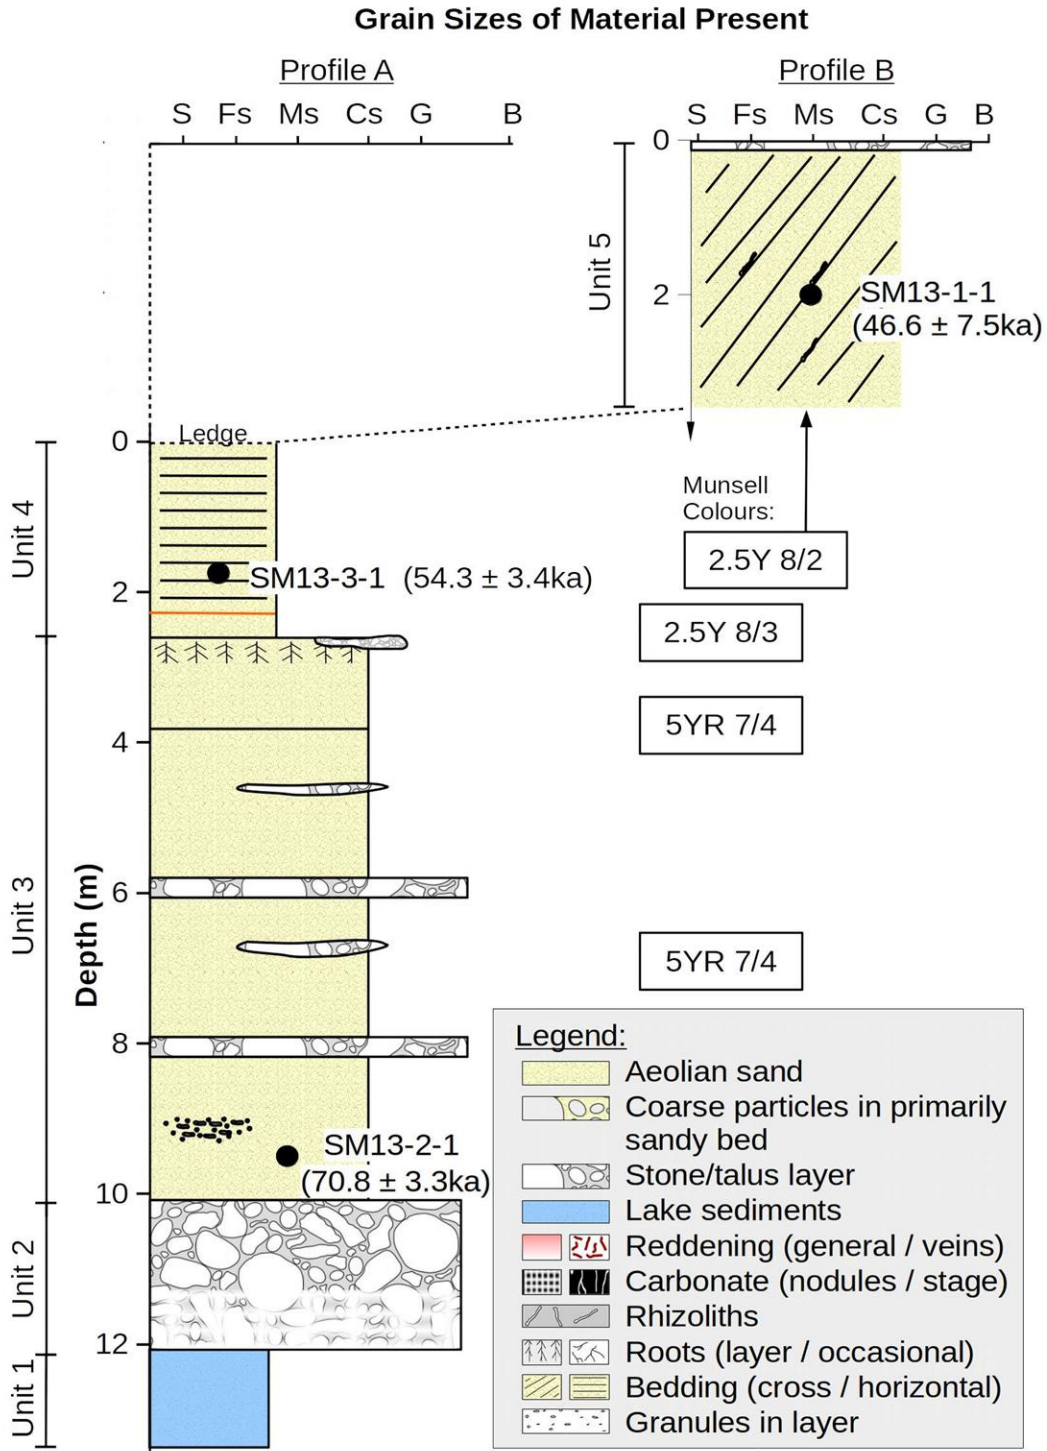 Grain Sizes of Material Present
Profile A
S Fs Ms Cs G B
Profile B
S Fs Ms Cs G B
0
Unit 5
2
SM13-1-1
(46.6 ± 7.5ka)
Ledge
0
Unit 4
2
SM13-3-1 (54.3 ± 3.4ka)
Munsell
Colours:
2.5Y 8/2
2.5Y 8/3
5YR 7/4
4
Unit 3
Depth (m)
6
5YR 7/4
8
SM13-2-1
(70.8 ± 3.3ka)
10
Unit 2
12
Unit 1
Legend:
Aeolian sand
Coarse particles in primarily
sandy bed
Stone/talus layer
Lake sediments
Reddening (general / veins)
Carbonate (nodules / stage)
Rhizoliths
Roots (layer / occasional)
Bedding (cross / horizontal)
Granules in layer